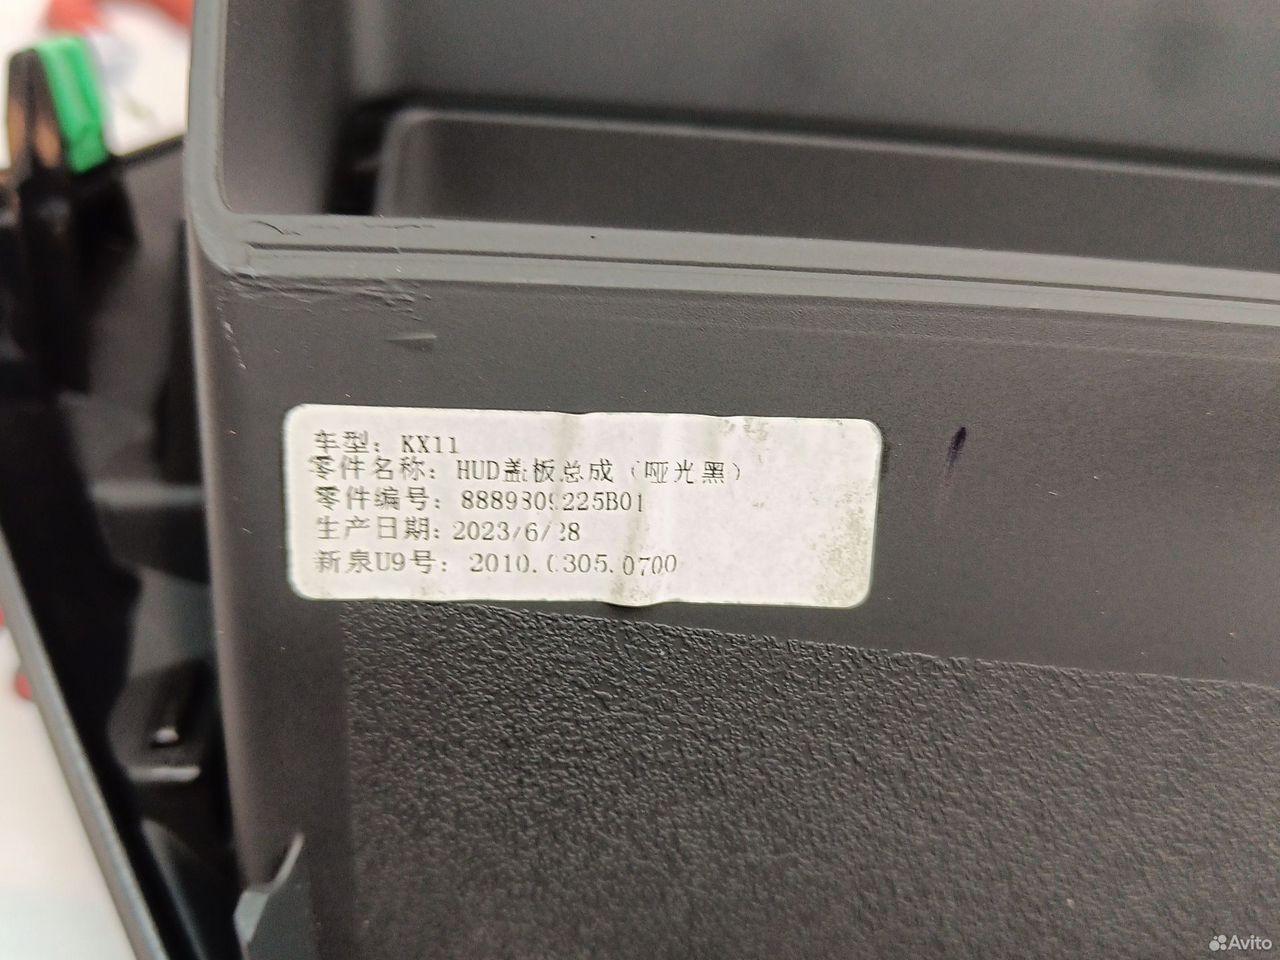 车型: KX11
零件名称: HUD盖板总成（哑光黑）
零件编号: 8889809225B01
生产日期: 2023/6/28
新泉U9号: 2010.0305.0700
Avito